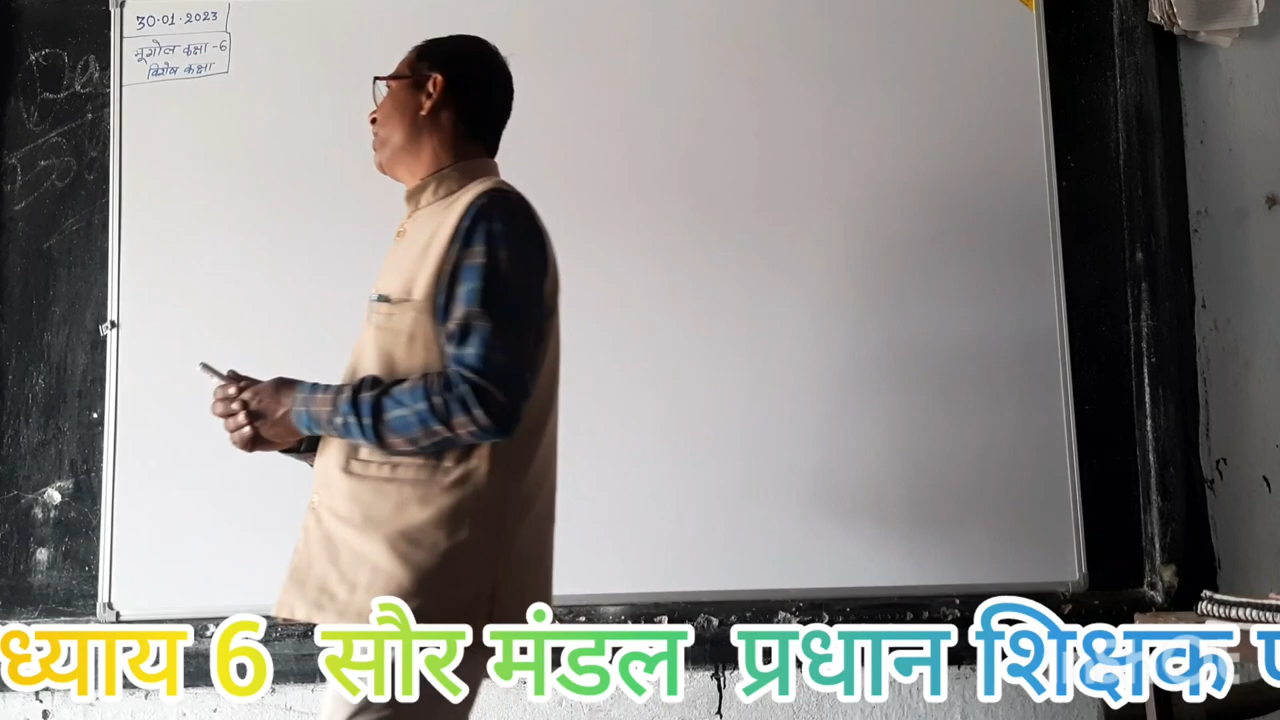 30.01.2023
भूगोल कक्षा -6
विशेष कक्षा
ध्याय 6 सौर मंडल प्रधान शिक्षक प